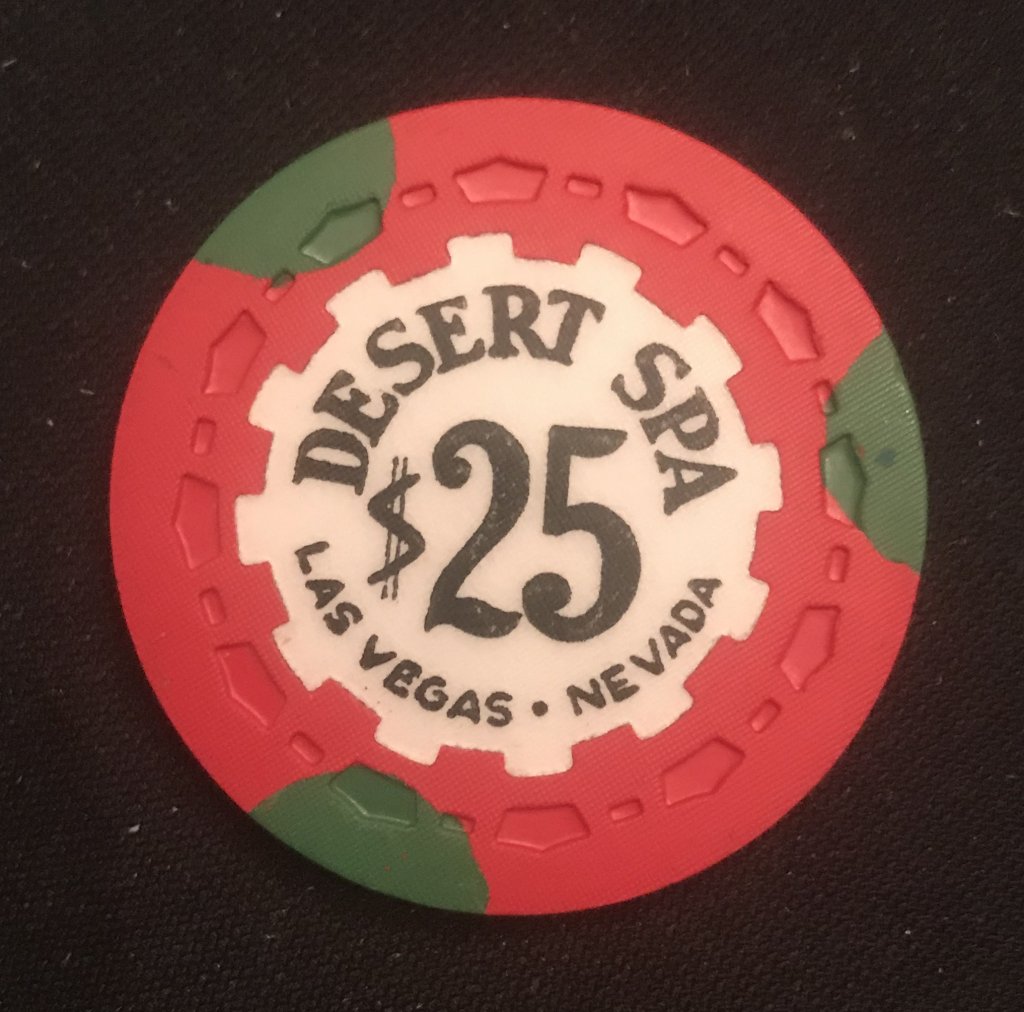 DESERT SPA
$25
LAS VEGAS • NEVADA